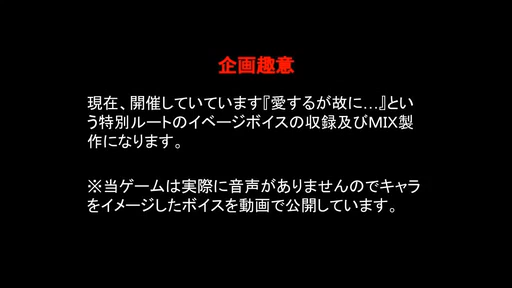 企画趣意
現在、開催していています『愛するが故に…』とい
う特別ルートのイベージボイスの収録及びMIX製
作になります。
※当ゲームは実際に音声がありませんのでキャラ
をイメージしたボイスを動画で公開しています。